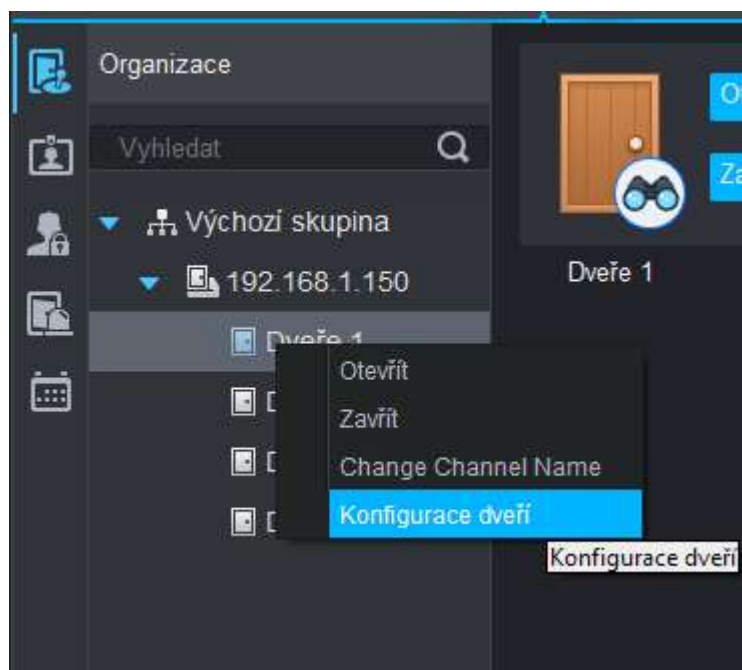 Organizace
Vyhledat
Výchozí skupina
192.168.1.150
Dveře 1
Otevřít
Zavřít
Change Channel Name
Konfigurace dveří
Konfigurace dveří
Dveře 1